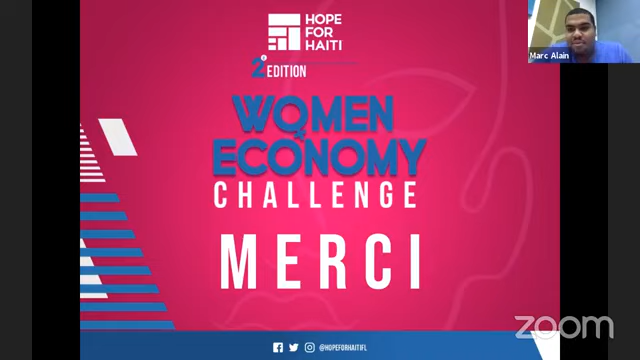 HOPE
FOR
HAITI
2e EDITION
WOMEN
ECONOMY
CHALLENGE
MERCI
@HOPEFORHAITIFL
Marc Alain
zoom